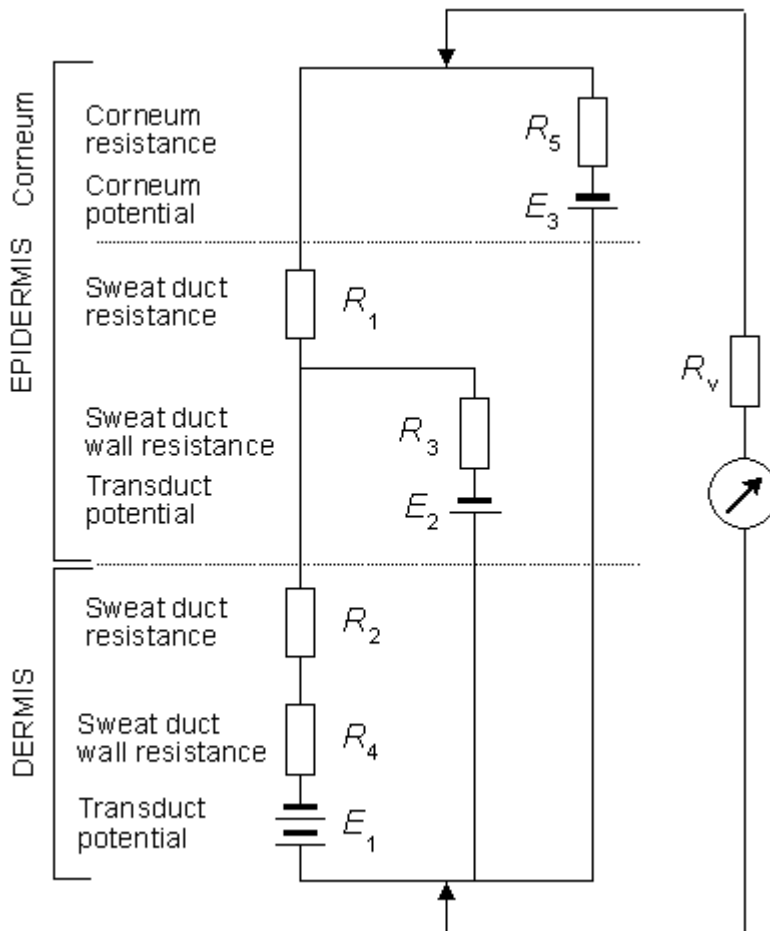 EPIDERMIS Corneum
Corneum
resistance
R5
Corneum
potential
E3
Sweat duct
resistance
R1
Rv
Sweat duct
wall resistance
R3
Transduct
potential
E2
DERMIS
Sweat duct
resistance
R2
Sweat duct
wall resistance
R4
Transduct
potential
E1